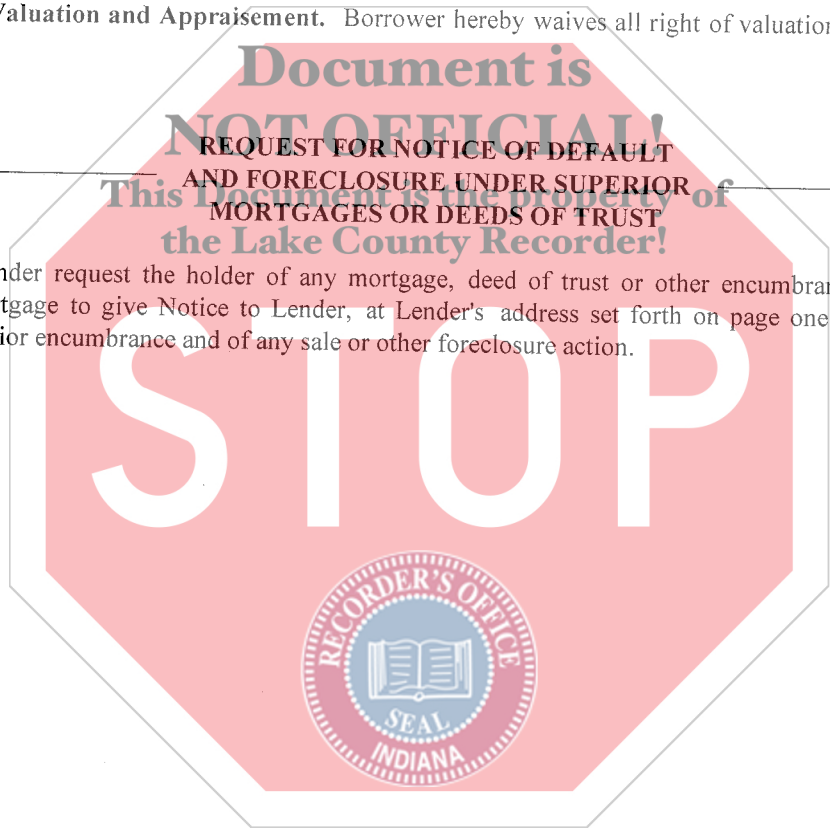 Valuation and Appraisement. Borrower hereby waives all right of valuation
Document is
NOT OFFICIAL!
REQUEST FOR NOTICE OF DEFAULT
AND FORECLOSURE UNDER SUPERIOR
This Document is the property of
MORTGAGES OR DEEDS OF TRUST
the Lake County Recorder!
nder request the holder of any mortgage, deed of trust or other encumbran
tgage to give Notice to Lender, at Lender's address set forth on page one
ior encumbrance and of any sale or other foreclosure action.
STOP
RECORDER'S OFFICE
SEAL
INDIANA